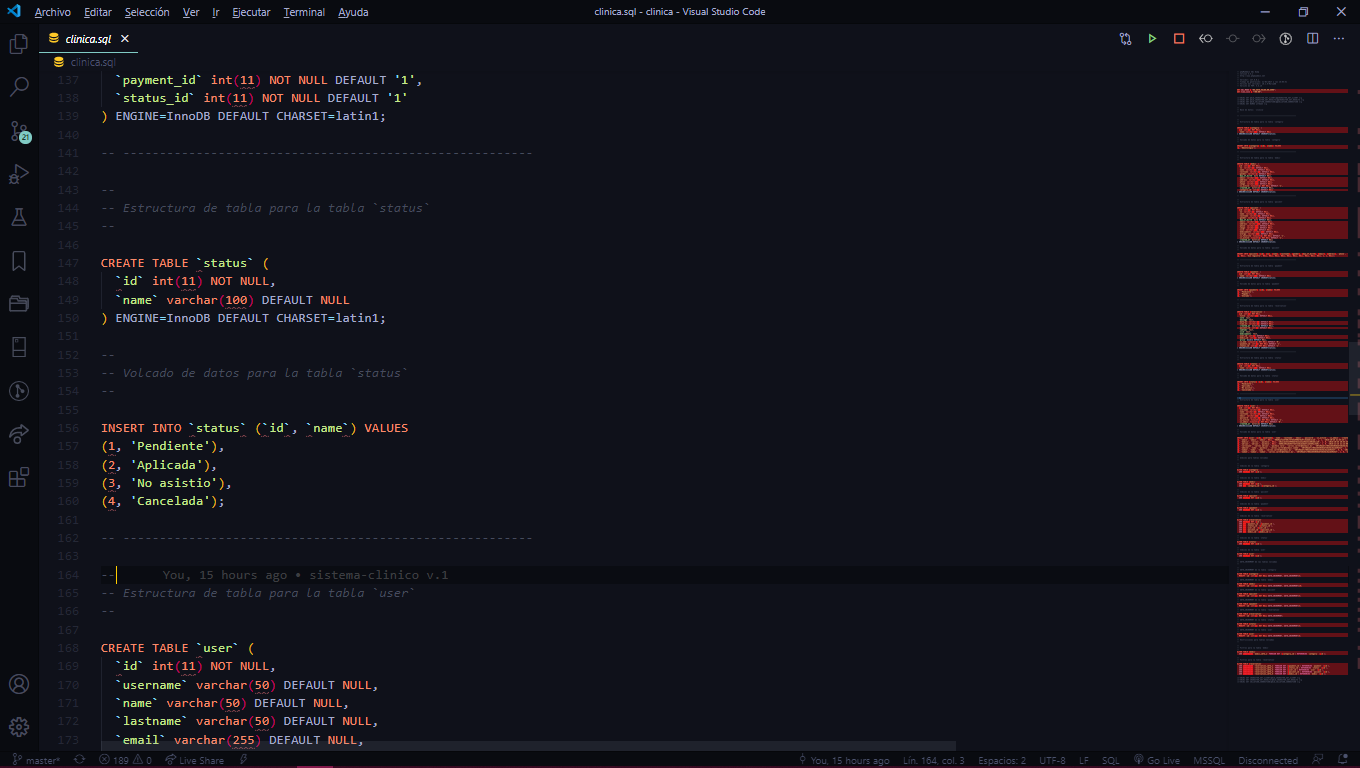 Archivo Editar Selección Ver Ir Ejecutar Terminal Ayuda
clinica.sql - clinica - Visual Studio Code
clinica.sql
clinica.sql
137 `payment_id` int(11) NOT NULL DEFAULT '1',
138 `status_id` int(11) NOT NULL DEFAULT '1'
139 ) ENGINE=InnoDB DEFAULT CHARSET=latin1;
140
141 -- --------------------------------------------------------
142
143 --
144 -- Estructura de tabla para la tabla `status`
145 --
146
147 CREATE TABLE `status` (
148 `id` int(11) NOT NULL,
149 `name` varchar(100) DEFAULT NULL
150 ) ENGINE=InnoDB DEFAULT CHARSET=latin1;
151
152 --
153 -- Volcado de datos para la tabla `status`
154 --
155
156 INSERT INTO `status` (`id`, `name`) VALUES
157 (1, 'Pendiente'),
158 (2, 'Aplicada'),
159 (3, 'No asistio'),
160 (4, 'Cancelada');
161
162 -- --------------------------------------------------------
163
164 -- You, 15 hours ago • sistema-clinico v.1
165 -- Estructura de tabla para la tabla `user`
166 --
167
168 CREATE TABLE `user` (
169 `id` int(11) NOT NULL,
170 `username` varchar(50) DEFAULT NULL,
171 `name` varchar(50) DEFAULT NULL,
172 `lastname` varchar(50) DEFAULT NULL,
173 `email` varchar(255) DEFAULT NULL,
21
master* 189 0 Live Share You, 15 hours ago Lín. 164, col. 3 Espacios: 2 UTF-8 LF SQL Go Live MSSQL Disconnected